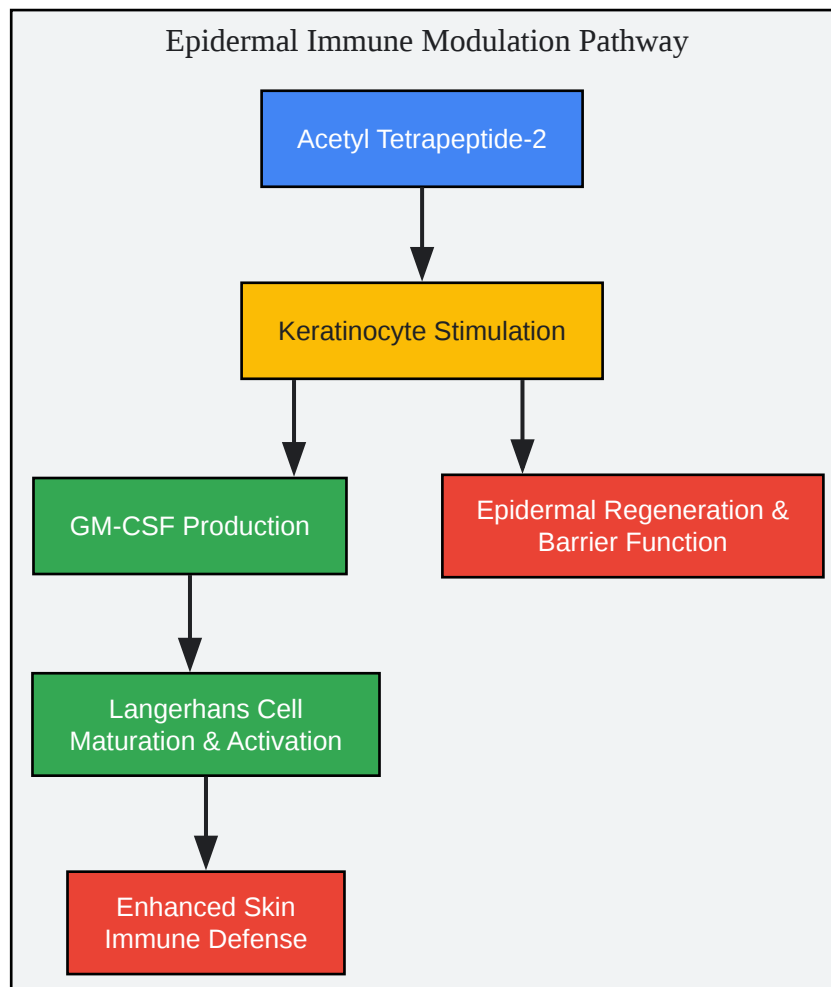 Epidermal Immune Modulation Pathway
Acetyl Tetrapeptide-2
Keratinocyte Stimulation
GM-CSF Production
Epidermal Regeneration &
Barrier Function
Langerhans Cell
Maturation & Activation
Enhanced Skin
Immune Defense